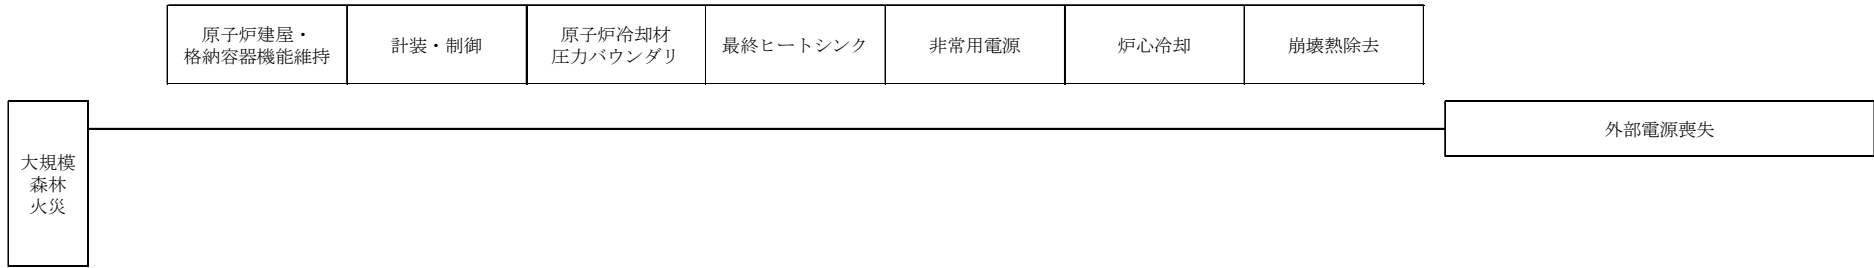 原子炉建屋・
格納容器機能維持
計装・制御
原子炉冷却材
圧力バウンダリ
最終ヒートシンク
非常用電源
炉心冷却
崩壊熱除去
大規模
森林
火災
外部電源喪失